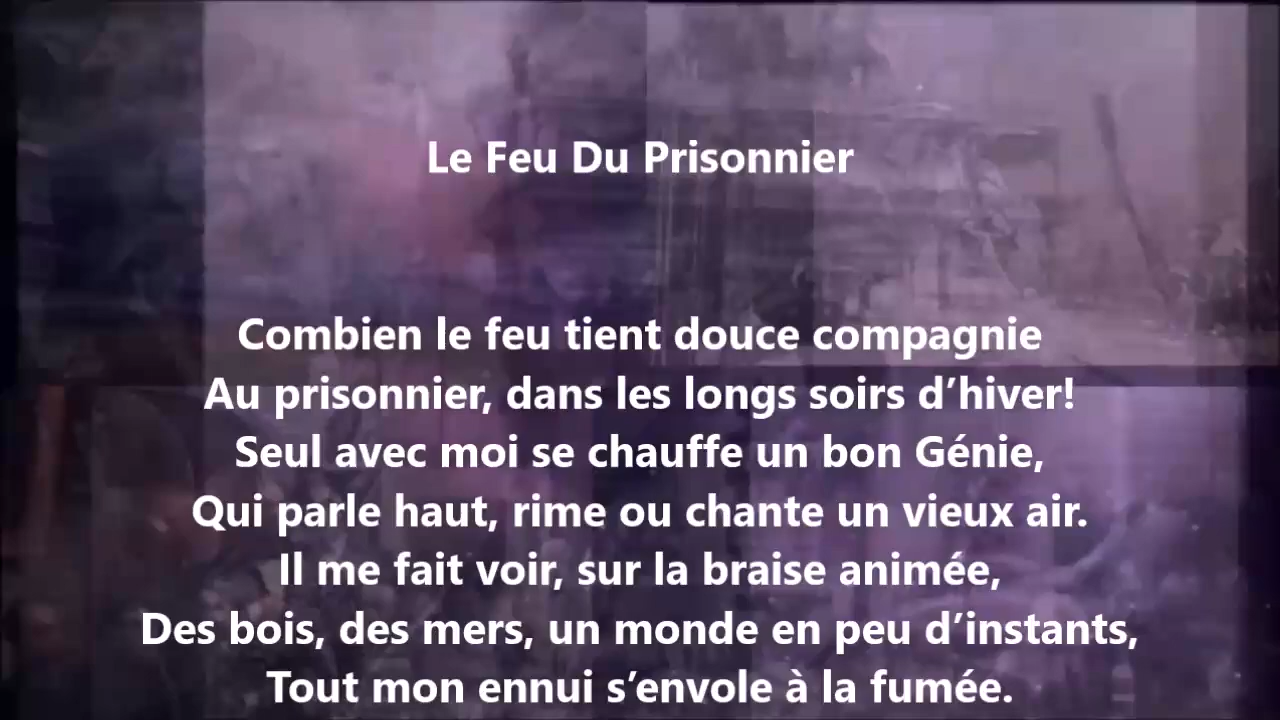 Le Feu Du Prisonnier
Combien le feu tient douce compagnie
Au prisonnier, dans les longs soirs d’hiver!
Seul avec moi se chauffe un bon Génie,
Qui parle haut, rime ou chante un vieux air.
Il me fait voir, sur la braise animée,
Des bois, des mers, un monde en peu d’instants,
Tout mon ennui s’envole à la fumée.